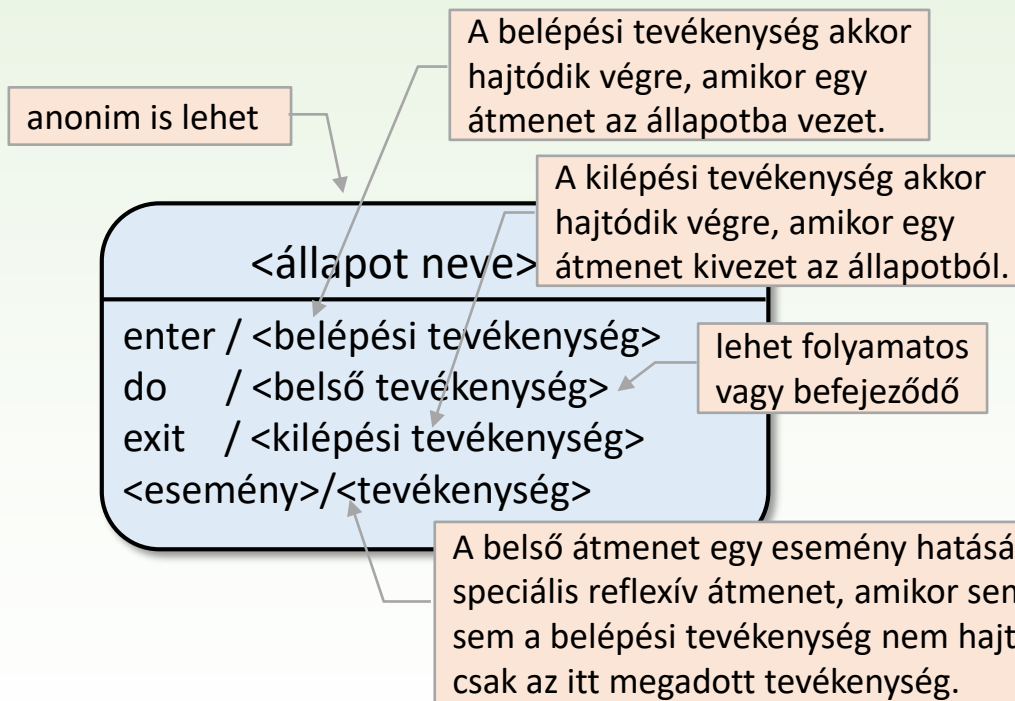 A belépési tevékenység akkor
hajtódik végre, amikor egy
átmenet az állapotba vezet.
anonim is lehet
A kilépési tevékenység akkor
hajtódik végre, amikor egy
átmenet kivezet az állapotból.
<állapot neve>
enter / <belépési tevékenység>
do / <belső tevékenység>
exit / <kilépési tevékenység>
<esemény>/<tevékenység>
lehet folyamatos
vagy befejeződő
A belső átmenet egy esemény
speciális reflexív átmenet, amikor
sem a belépési tevékenység nem
csak az itt megadott tevékenység.